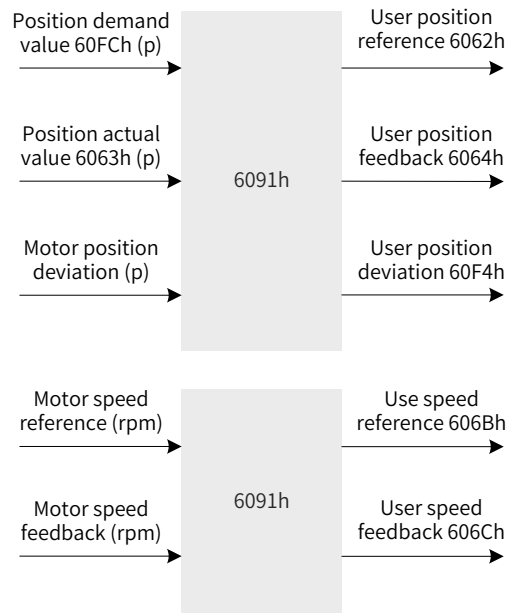 Position demand
value 60FCh (p)
User position
reference 6062h
Position actual
value 6063h (p)
6091h
User position
feedback 6064h
Motor position
deviation (p)
User position
deviation 60F4h
Motor speed
reference (rpm)
Use speed
reference 606Bh
6091h
Motor speed
feedback (rpm)
User speed
feedback 606Ch